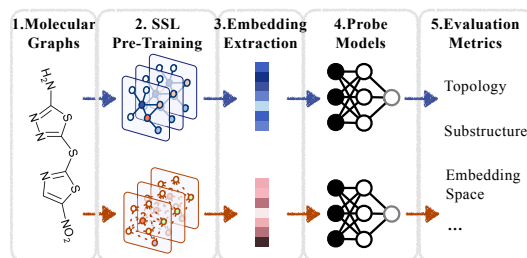 1.Molecular
Graphs
2. SSL
Pre-Training
3.Embedding
Extraction
4.Probe
Models
5.Evaluation
Metrics
H₂N
S
N
N
S
N
S
NO₂
Topology
Substructure
Embedding
Space
...